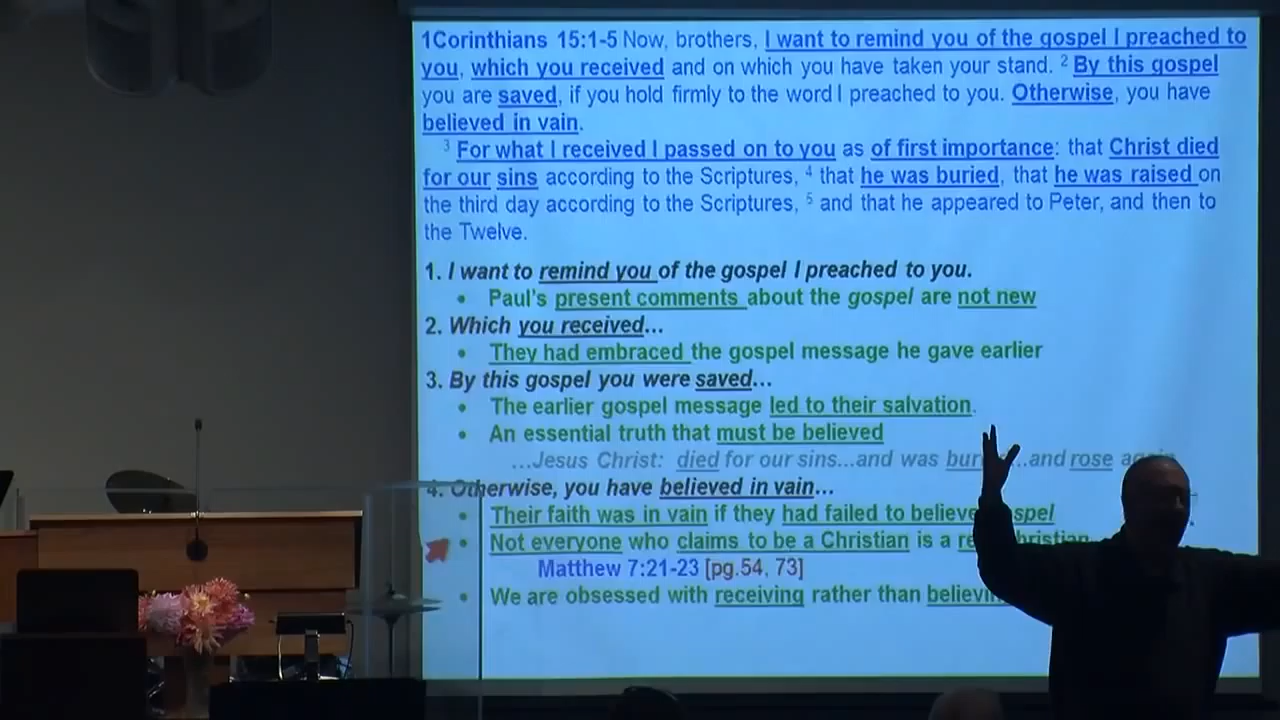 1Corinthians 15:1-5 Now, brothers, I want to remind you of the gospel I preached to
you, which you received and on which you have taken your stand. 2 By this gospel
you are saved, if you hold firmly to the word I preached to you. Otherwise, you have
believed in vain.
3 For what I received I passed on to you as of first importance: that Christ died
for our sins according to the Scriptures, 4 that he was buried, that he was raised on
the third day according to the Scriptures, 5 and that he appeared to Peter, and then to
the Twelve.
1. I want to remind you of the gospel I preached to you.
• Paul's present comments about the gospel are not new
2. Which you received...
• They had embraced the gospel message he gave earlier
3. By this gospel you were saved...
• The earlier gospel message led to their salvation.
• An essential truth that must be believed
...Jesus Christ: died for our sins...and was ...and rose
4. Otherwise, you have believed in vain...
• Their faith was in vain if they had failed to believe
• Not everyone who claims to be a Christian is a
Matthew 7:21-23 [pg.54, 73]
• We are obsessed with receiving rather than